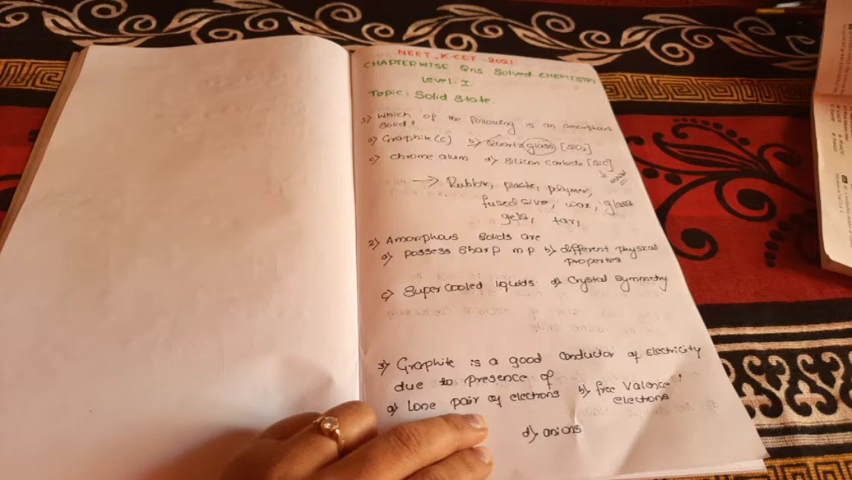 NEET, K-CET - 2021
CHAPTERWISE Qns Solved CHEMISTRY
Level: I
Topic: Solid State
1) Which of the following is an amorphous
solid?
a) Graphite (C) b) Quartz glass [SiO2]
c) Chrome alum d) Silicon carbide [SiC]
→ Rubber, paste, polymer,
fused wax, glass
gels, tar,
2) Amorphous solids are
a) Possess sharp m p b) different physical
properties
c) Super cooled liquids d) Crystal symmetry
3) Graphite is a good conductor of Electricity
due to presence of
a) Lone pair of electrons b) free Valence
electrons
d) anions